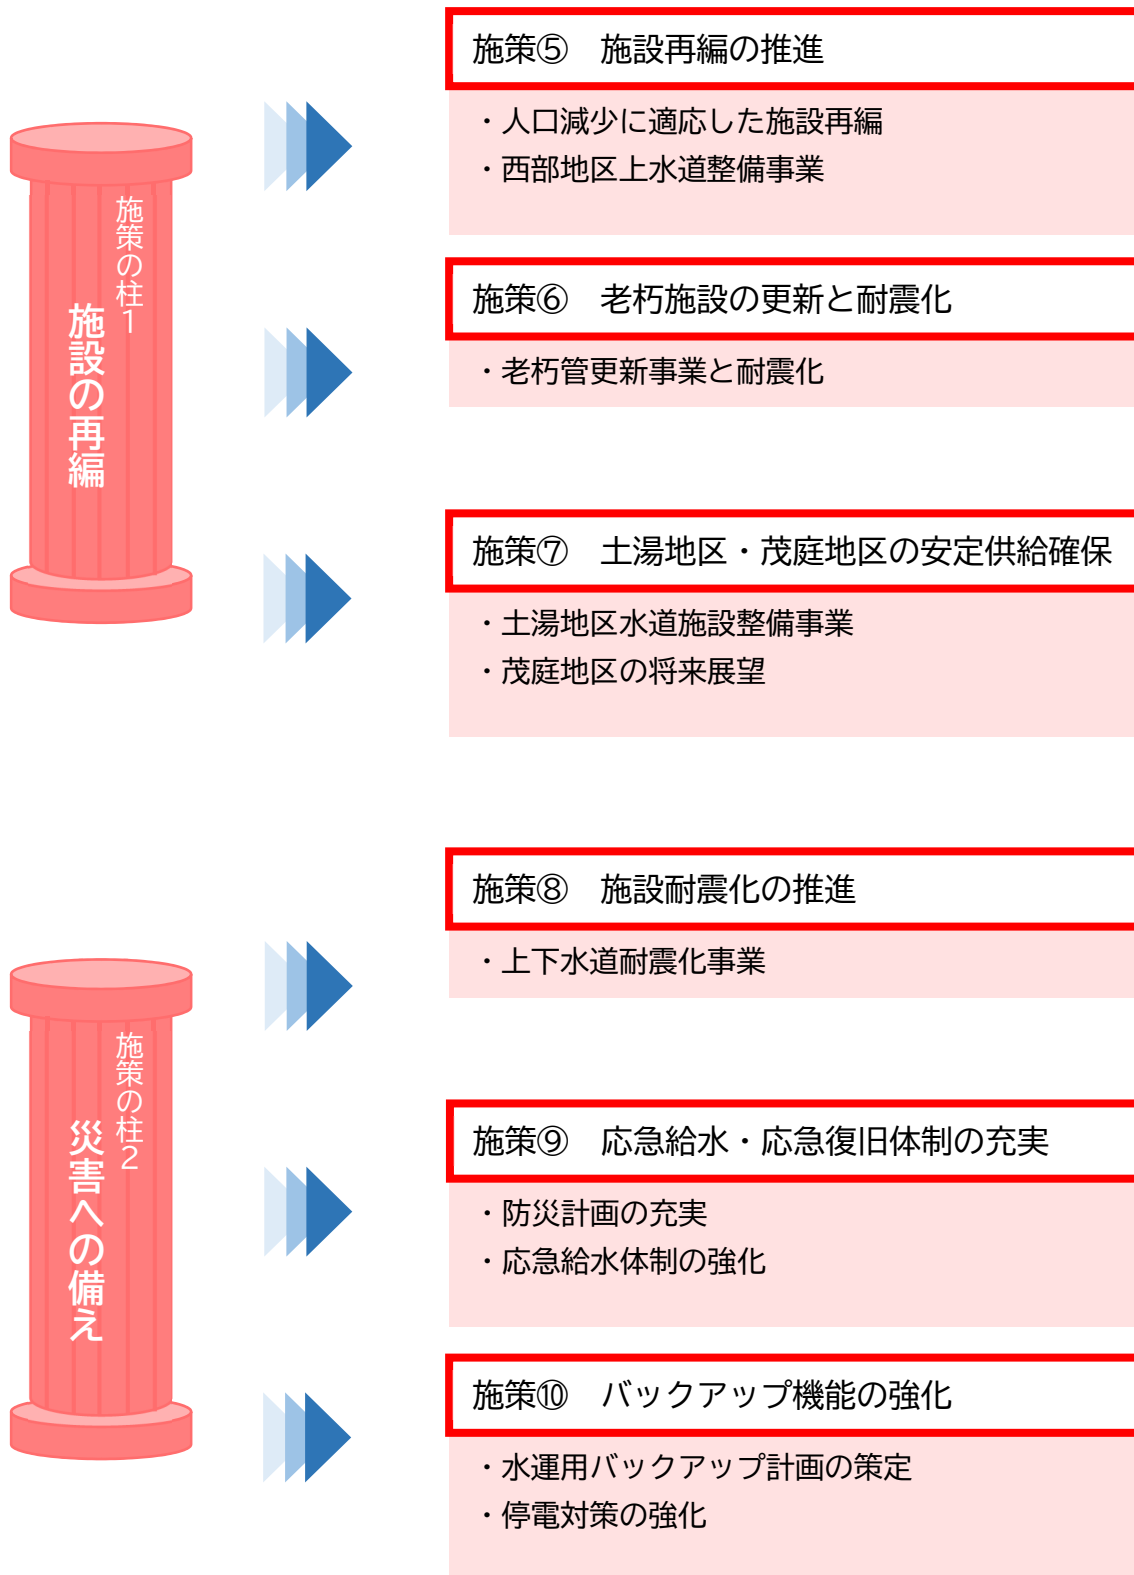 施策の柱1
施設の再編
施策⑤　施設再編の推進
・人口減少に適応した施設再編
・西部地区上水道整備事業
施策⑥　老朽施設の更新と耐震化
・老朽管更新事業と耐震化
施策⑦　土湯地区・茂庭地区の安定供給確保
・土湯地区水道施設整備事業
・茂庭地区の将来展望
施策の柱2
災害への備え
施策⑧　施設耐震化の推進
・上下水道耐震化事業
施策⑨　応急給水・応急復旧体制の充実
・防災計画の充実
・応急給水体制の強化
施策⑩　バックアップ機能の強化
・水運用バックアップ計画の策定
・停電対策の強化